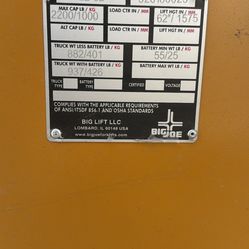 MAX CAP LB / KG LOAD CTR IN / MM LIFT HGT IN / MM
2200/1000 62"/1575
ALT CAP LB / KG LOAD CTR IN / MM LIFT HGT IN / MM
TRUCK WT LESS BATTERY LB / KG BATTERY MIN WT LB / KG
882/401 55/25
TRUCK WT WITH BATTERY LB / KG BATTERY MAX WT LB / KG
937/426
TRUCK TYPE BATTERY TYPE CERTIFIED VOLTAGE
COMPLIES WITH THE APPLICABLE REQUIREMENTS
OF ANSI/ITSDF B56.1 AND OSHA STANDARDS
BIG LIFT LLC
LOMBARD, IL 60148 USA
www.bigjoeforklifts.com
BIG JOE